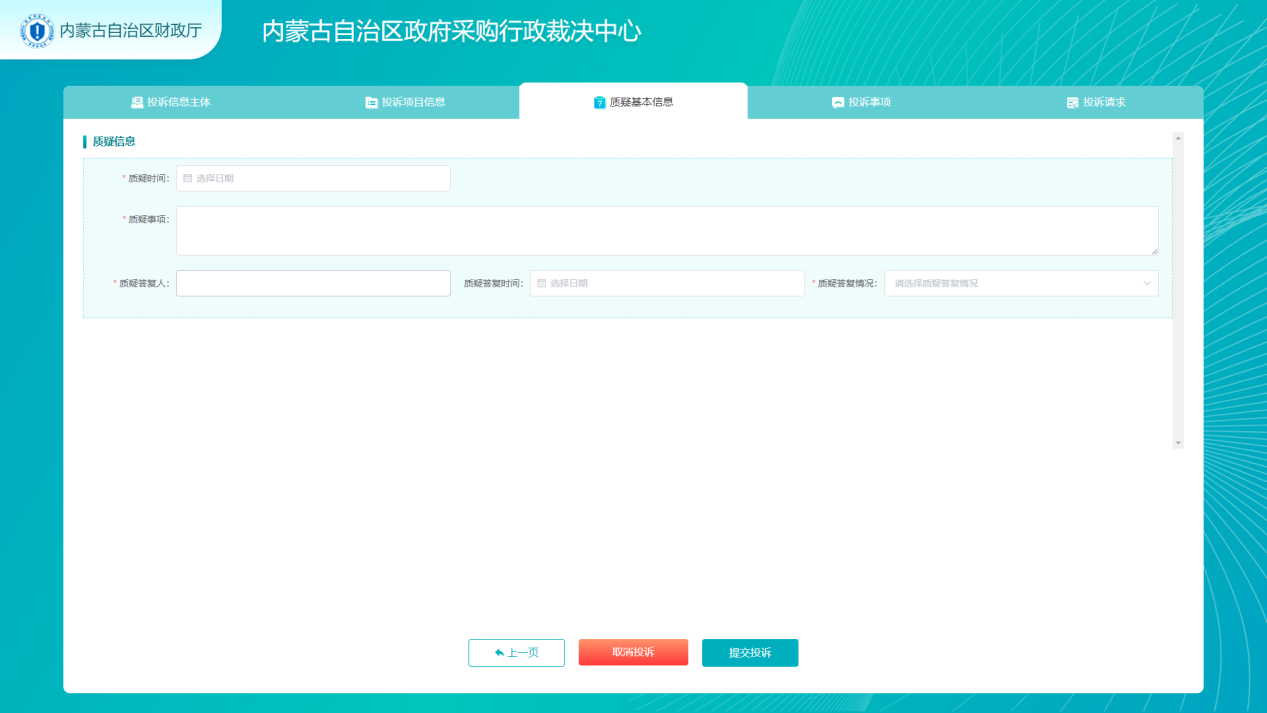 内蒙古自治区财政厅
内蒙古自治区政府采购行政裁决中心
投诉信息主体
投诉项目信息
质疑基本信息
投诉事项
投诉请求
质疑信息
* 质疑时间:
选择日期
* 质疑事项:
* 质疑答复人:
质疑答复时间:
选择日期
* 质疑答复情况:
请选择质疑答复情况
上一页
取消投诉
提交投诉